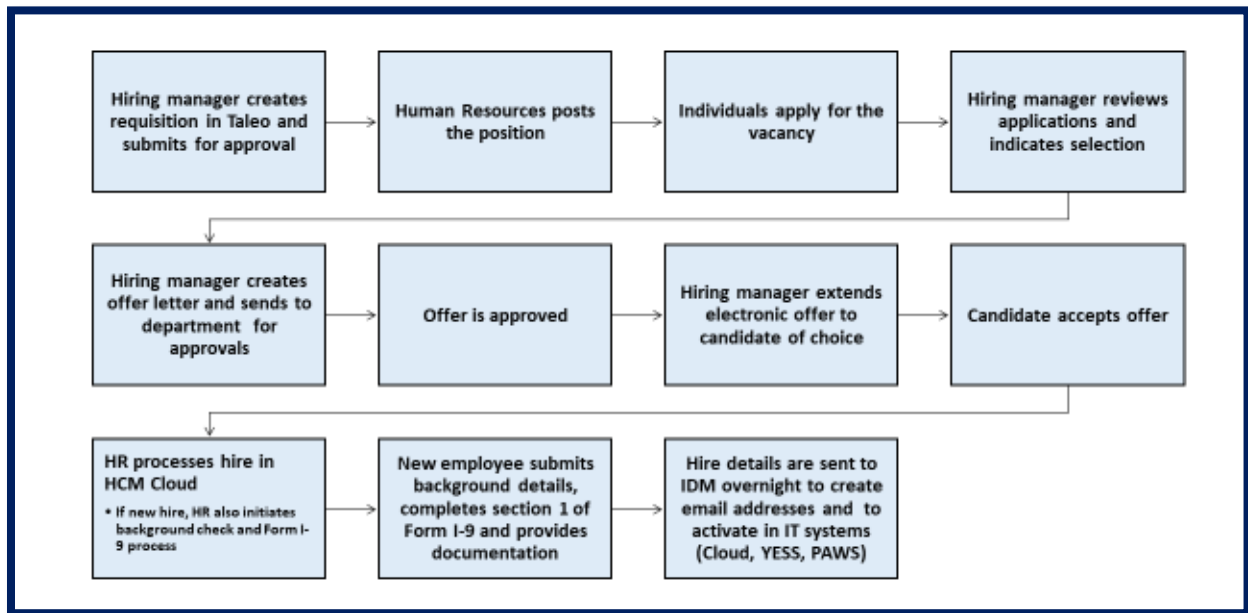 Hiring manager creates
requisition in Taleo and
submits for approval
Human Resources posts
the position
Individuals apply for the
vacancy
Hiring manager reviews
applications and
indicates selection
Hiring manager creates
offer letter and sends to
department for
approvals
Offer is approved
Hiring manager extends
electronic offer to
candidate of choice
Candidate accepts offer
HR processes hire in
HCM Cloud
• If new hire, HR also initiates
background check and Form I-
9 process
New employee submits
background details,
completes section 1 of
Form I-9 and provides
documentation
Hire details are sent to
IDM overnight to create
email addresses and to
activate in IT systems
(Cloud, YESS, PAWS)